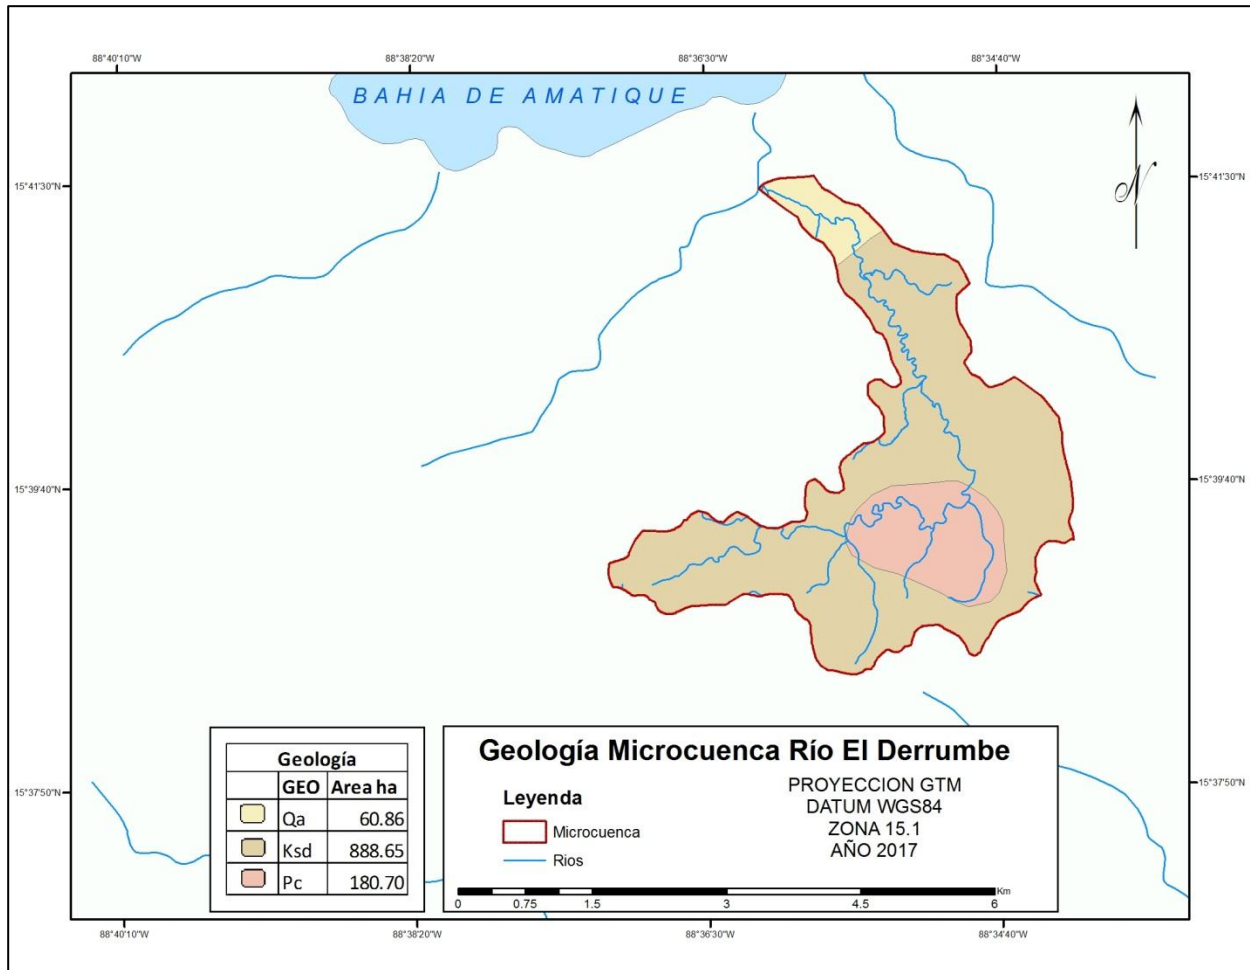 88°40'10"W
88°38'20"W
88°36'30"W
88°34'40"W
BAHIA DE AMATIQUE
N
15°41'30"N
15°41'30"N
15°39'40"N
15°39'40"N
15°37'50"N
15°37'50"N
Geología
GEO Area ha
Qa 60.86
Ksd 888.65
Pc 180.70
Geología Microcuenca Río El Derrumbe
Leyenda
Microcuenca
Rios
PROYECCION GTM
DATUM WGS84
ZONA 15.1
AÑO 2017
Km
0 0.75 1.5 3 4.5 6
88°40'10"W
88°38'20"W
88°36'30"W
88°34'40"W